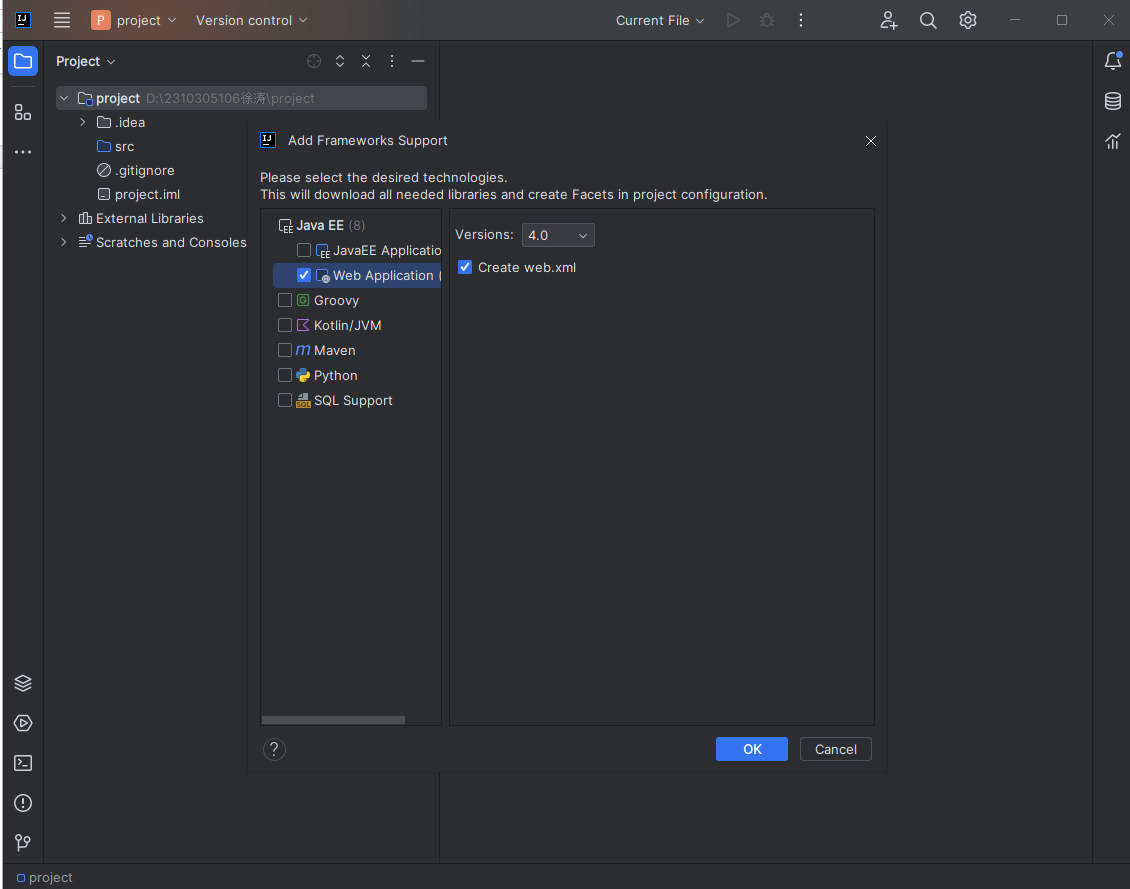 P project Version control Current File
Project
project D:\2310305106徐涛\project
.idea
src
.gitignore
project.iml
External Libraries
Scratches and Consoles
Add Frameworks Support
Please select the desired technologies.
This will download all needed libraries and create Facets in project configuration.
Java EE (8)
JavaEE Applicatio
Web Application (
Groovy
Kotlin/JVM
Maven
Python
SQL Support
Versions: 4.0
Create web.xml
? OK Cancel
project